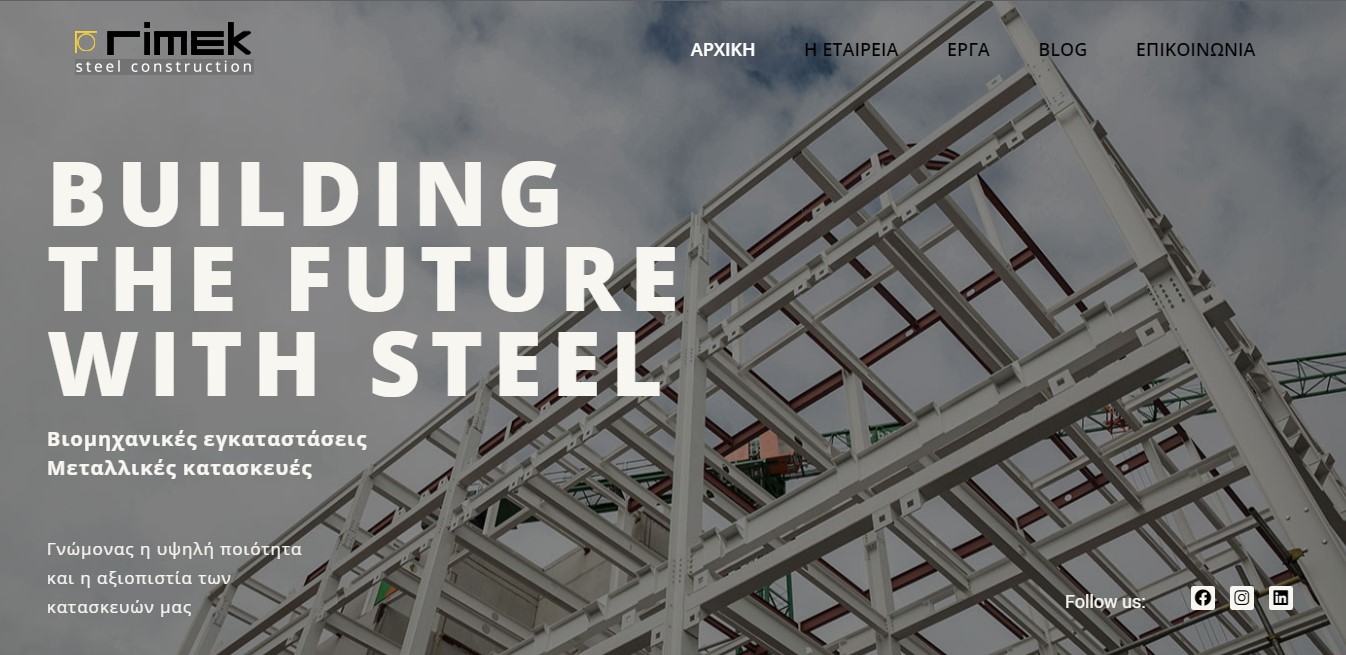 rimek
steel construction
ΑΡΧΙΚΗ Η ΕΤΑΙΡΕΙΑ ΕΡΓΑ BLOG ΕΠΙΚΟΙΝΩΝΙΑ
BUILDING
THE FUTURE
WITH STEEL
Βιομηχανικές εγκαταστάσεις
Μεταλλικές κατασκευές
Γνώμονας η υψηλή ποιότητα
και η αξιοπιστία των
κατασκευών μας
Follow us: